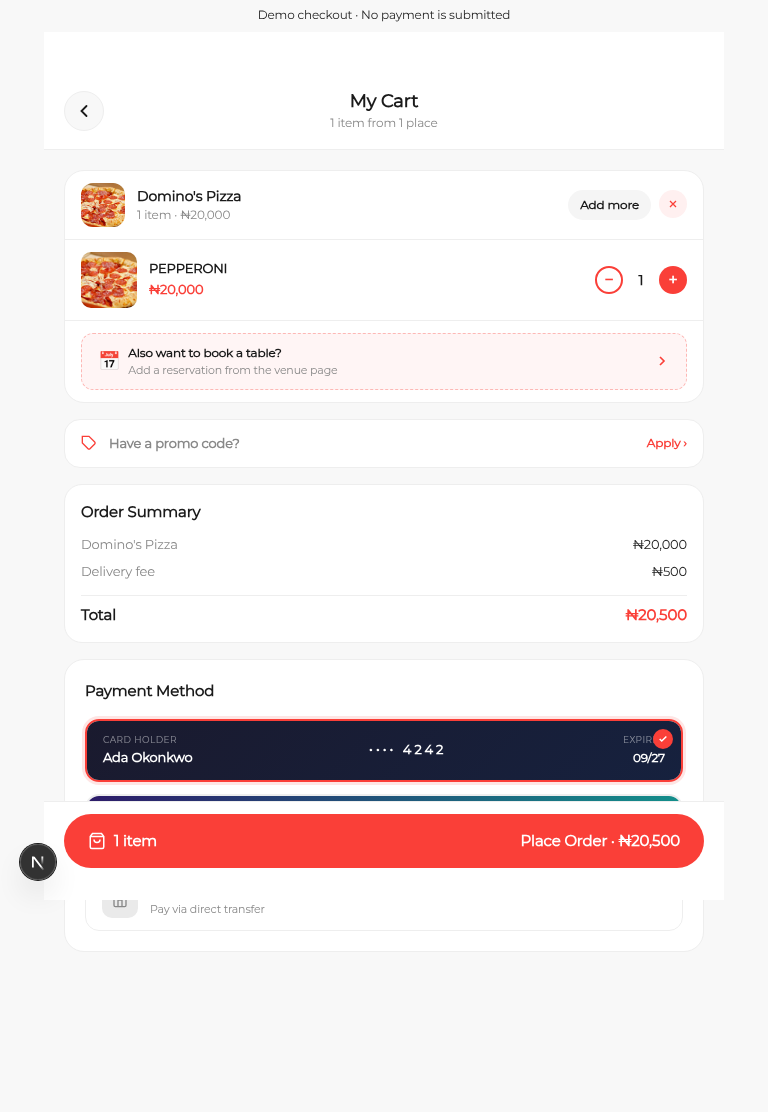 Demo checkout · No payment is submitted
My Cart
1 item from 1 place
Domino's Pizza
1 item · ₦20,000
Add more
PEPPERONI
₦20,000
1
17
Also want to book a table?
Add a reservation from the venue page
Have a promo code?
Apply ›
Order Summary
Domino's Pizza ₦20,000
Delivery fee ₦500
Total ₦20,500
Payment Method
CARD HOLDER
Ada Okonkwo
•••• 4242
09/27
1 item
Place Order · ₦20,500
N
Pay via direct transfer